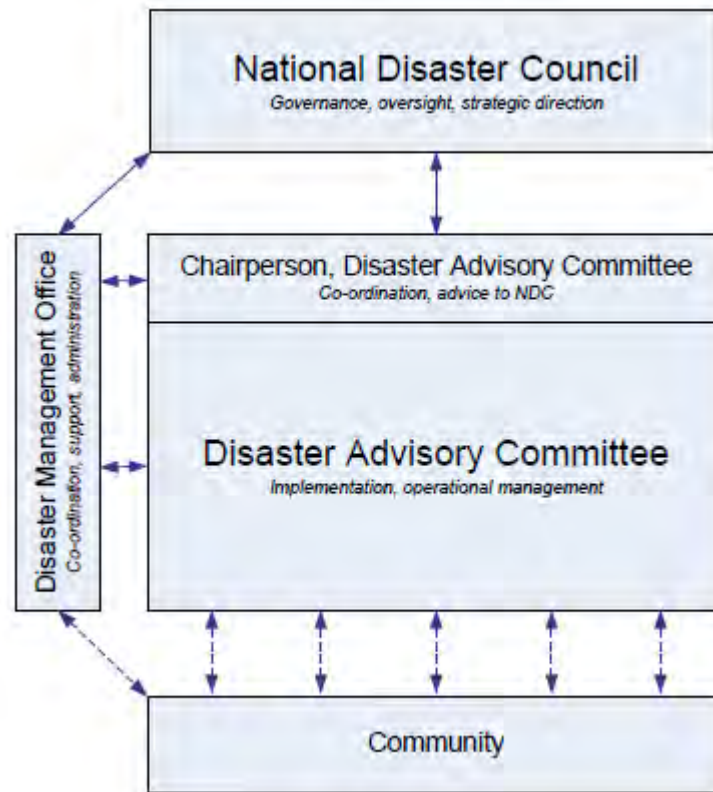 National Disaster Council
Governance, oversight, strategic direction
Disaster Management Office
Co-ordination, support, administration
Chairperson, Disaster Advisory Committee
Co-ordination, advice to NDC
Disaster Advisory Committee
Implementation, operational management
Community